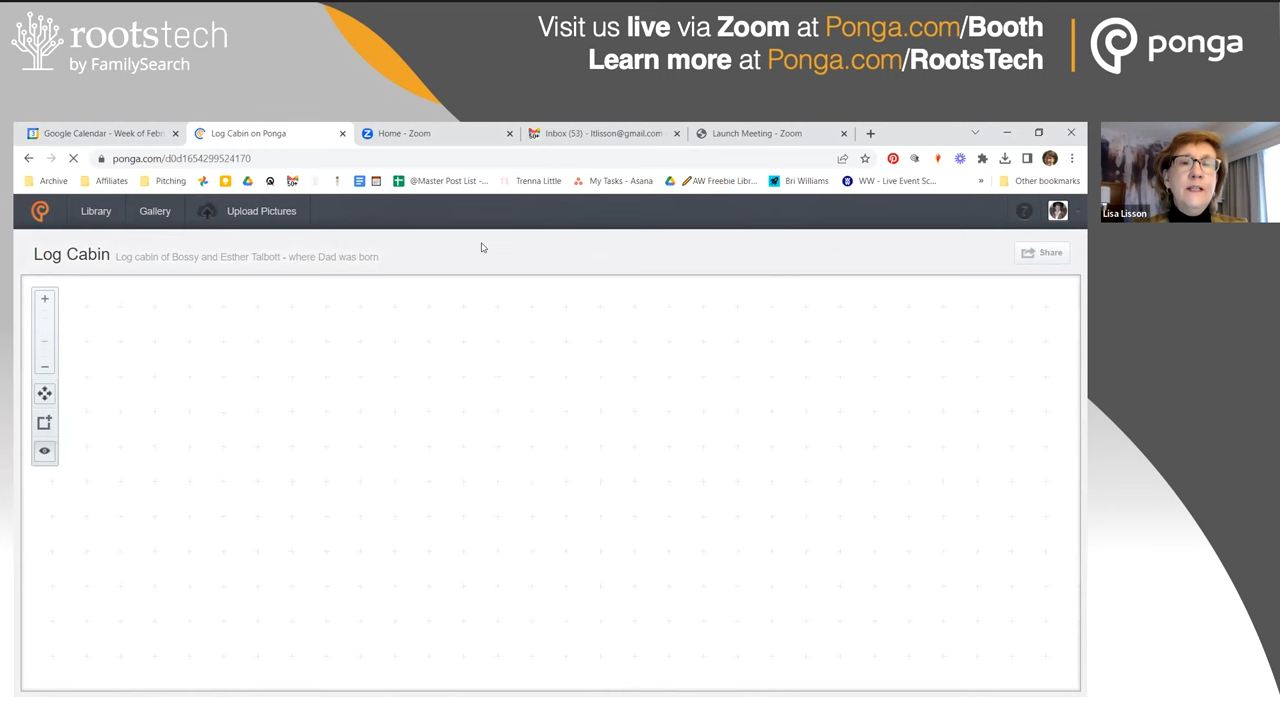 rootstech
by FamilySearch
Visit us live via Zoom at Ponga.com/Booth
Learn more at Ponga.com/RootsTech
ponga
Google Calendar - Week of Febr
Log Cabin on Ponga
Home - Zoom
Inbox (53) - ltlisson@gmail.com
Launch Meeting - Zoom
ponga.com/d0d1654299524170
Archive
Affiliates
Pitching
@Master Post List -...
Trenna Little
My Tasks - Asana
AW Freebie Libr...
Bri Williams
WW - Live Event Sc...
»
Other bookmarks
Library
Gallery
Upload Pictures
?
Log Cabin
Log cabin of Bossy and Esther Talbott - where Dad was born
Share
Lisa Lisson